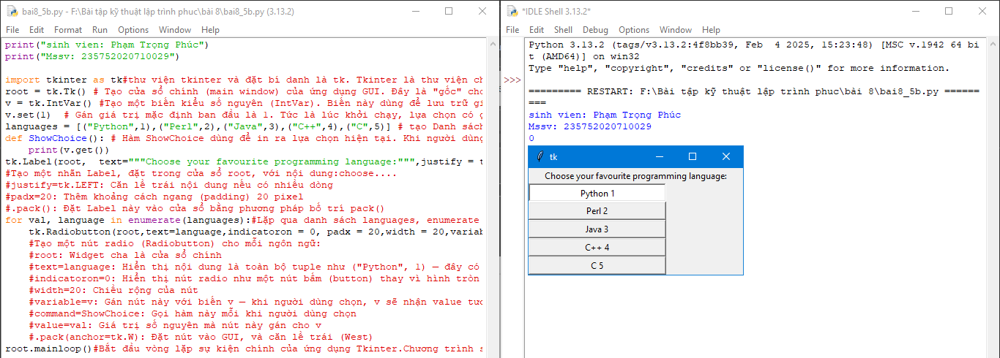 bai8_5b.py - F:\Bài tập kỹ thuật lập trình phuc\bài 8\bai8_5b.py (3.13.2)
File Edit Format Run Options Window Help
print("sinh vien: Phạm Trọng Phúc")
print("Mssv: 235752020710029")
import tkinter as tk#thư viện tkinter và đặt bí danh là tk. Tkinter là thư viện ch
root = tk.Tk() # Tạo cửa sổ chính (main window) của ứng dụng GUI. Đây là "gốc" chọ
v = tk.IntVar() #Tạo một biến kiểu số nguyên (IntVar). Biến này dùng để lưu trữ gi
v.set(1)  # Gán giá trị mặc định ban đầu là 1. Tức là lúc khởi chạy, lựa chọn có g
languages = [("Python",1),("Perl",2),("Java",3),("C++",4),("C",5)] # tạo Danh sách
def ShowChoice(): # Hàm ShowChoice dùng để in ra lựa chọn hiện tại. Khi người dùng
    print(v.get())
tk.Label(root,  text="""Choose your favourite programming language:""",justify = t
#Tạo một nhãn Label, đặt trong cửa sổ root, với nội dung:choose....
#justify=tk.LEFT: Căn lề trái nội dung nếu có nhiều dòng
#padx=20: Thêm khoảng cách ngang (padding) 20 pixel
#.pack(): Đặt Label này vào cửa sổ bằng phương pháp bố trí pack()
for val, language in enumerate(languages):#Lặp qua danh sách languages, enumerate
    tk.Radiobutton(root,text=language,indicatoron = 0, padx = 20,width = 20,variab
    #Tạo một nút radio (Radiobutton) cho mỗi ngôn ngữ:
    #root: Widget cha là cửa sổ chính
    #text=language: Hiển thị nội dung là toàn bộ tuple như ("Python", 1) — đây có
    #indicatoron=0: Hiển thị nút radio như một nút bấm (button) thay vì hình tròn
    #width=20: Chiều rộng của nút
    #variable=v: Gán nút này với biến v — khi người dùng chọn, v sẽ nhận value tươ
    #command=ShowChoice: Gọi hàm này mỗi khi người dùng chọn
    #value=val: Giá trị số nguyên mà nút này gán cho v
    #.pack(anchor=tk.W): Đặt nút vào GUI, và căn lề trái (West)
root.mainloop()#Bắt đầu vòng lặp sự kiện chính của ứng dụng Tkinter.Chương trình s
*IDLE Shell 3.13.2*
File Edit Shell Debug Options Window Help
Python 3.13.2 (tags/v3.13.2:4f8bb39, Feb  4 2025, 15:23:48) [MSC v.1942 64 bi
t (AMD64)] on win32
Type "help", "copyright", "credits" or "license()" for more information.
>>>
========= RESTART: F:\Bài tập kỹ thuật lập trình phuc\bài 8\bai8_5b.py ======
===
sinh vien: Phạm Trọng Phúc
Mssv: 235752020710029
0
tk
Choose your favourite programming language:
Python 1
Perl 2
Java 3
C++ 4
C 5